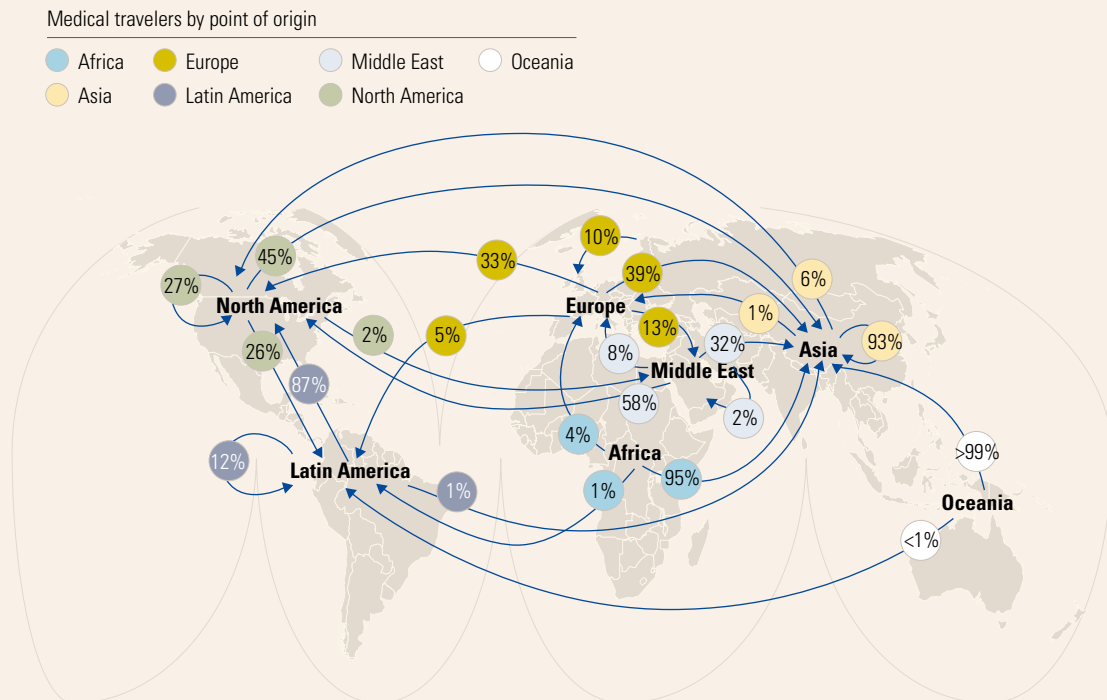 Medical travelers by point of origin
Africa Europe Middle East Oceania
Asia Latin America North America
10%
45% 33%
39%
27% 6%
North America Europe 1%
13%
2% 5% 32% 93%
26% 8% Asia
Middle East
87%
58%
2%
4%
12% Africa >99%
Latin America
95%
1% 1%
Oceania
<1%